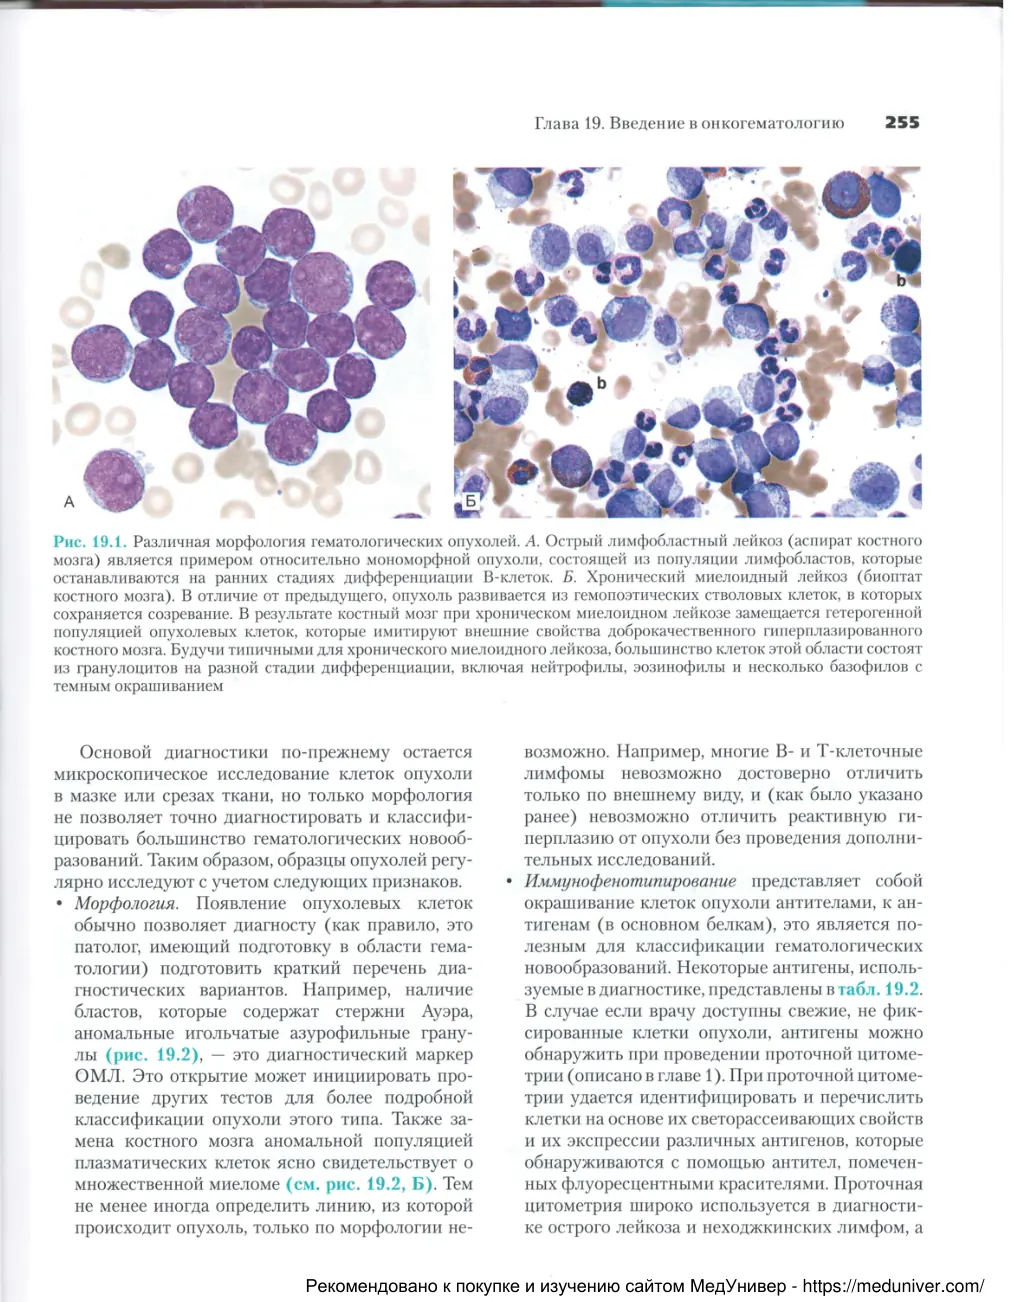 Глава 19. Введение в онкогематологию 255
b
b
А
Б
Рис. 19.1. Различная морфология гематологических опухолей. А. Острый лимфобластный лейкоз (аспират костного
мозга) является примером относительно мономорфной опухоли, состоящей из популяции лимфобластов, которые
останавливаются на ранних стадиях дифференциации В-клеток. Б. Хронический миелоидный лейкоз (биоптат
костного мозга). В отличие от предыдущего, опухоль развивается из гемопоэтических стволовых клеток, в которых
сохраняется созревание. В результате костный мозг при хроническом миелоидном лейкозе замещается гетерогенной
популяцией опухолевых клеток, которые имитируют внешние свойства доброкачественного гиперплазированного
костного мозга. Будучи типичными для хронического миелоидного лейкоза, большинство клеток этой области состоят
из гранулоцитов на разной стадии дифференциации, включая нейтрофилы, эозинофилы и несколько базофилов с
темным окрашиванием
Основой диагностики по-прежнему остается
микроскопическое исследование клеток опухоли
в мазке или срезах ткани, но только морфология
не позволяет точно диагностировать и классифи-
цировать большинство гематологических новооб-
разований. Таким образом, образцы опухолей регу-
лярно исследуют с учетом следующих признаков.
• Морфология. Появление опухолевых клеток
обычно позволяет диагносту (как правило, это
патолог, имеющий подготовку в области гема-
тологии) подготовить краткий перечень диа-
гностических вариантов. Например, наличие
бластов, которые содержат стержни Ауэра,
аномальные игольчатые азурофильные грану-
лы (рис. 19.2), — это диагностический маркер
ОМЛ. Это открытие может инициировать про-
ведение других тестов для более подробной
классификации опухоли этого типа. Также за-
мена костного мозга аномальной популяцией
плазматических клеток ясно свидетельствует о
множественной миеломе (см. рис. 19.2, Б). Тем
не менее иногда определить линию, из которой
происходит опухоль, только по морфологии не-
возможно. Например, многие В- и Т-клеточные
лимфомы невозможно достоверно отличить
только по внешнему виду, и (как было указано
ранее) невозможно отличить реактивную ги-
перплазию от опухоли без проведения дополни-
тельных исследований.
• Иммунофенотипирование представляет собой
окрашивание клеток опухоли антителами, к ан-
тигенам (в основном белкам), это является по-
лезным для классификации гематологических
новообразований. Некоторые антигены, исполь-
зуемые в диагностике, представлены в табл. 19.2.
В случае если врачу доступны свежие, не фик-
сированные клетки опухоли, антигены можно
обнаружить при проведении проточной цитоме-
трии (описано в главе 1). При проточной цитоме-
трии удается идентифицировать и перечислить
клетки на основе их светорассеивающих свойств
и их экспрессии различных антигенов, которые
обнаруживаются с помощью антител, помечен-
ных флуоресцентными красителями. Проточная
цитометрия широко используется в диагности-
ке острого лейкоза и неходжкинских лимфом, а
Рекомендовано к покупке и изучению сайтом МедУнивер - https://meduniver.com/